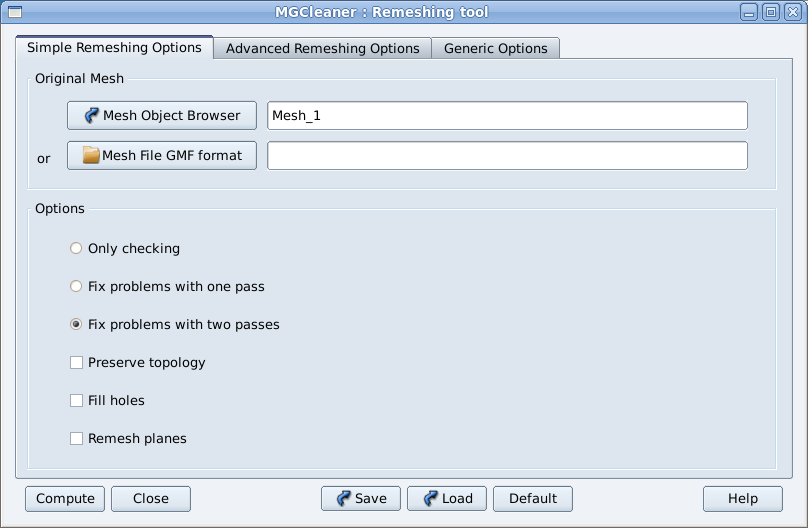 MGCleaner : Remeshing tool
Simple Remeshing Options
Advanced Remeshing Options
Generic Options
Original Mesh
Mesh Object Browser
Mesh_1
or
Mesh File GMF format
Options
Only checking
Fix problems with one pass
Fix problems with two passes
Preserve topology
Fill holes
Remesh planes
Compute
Close
Save
Load
Default
Help